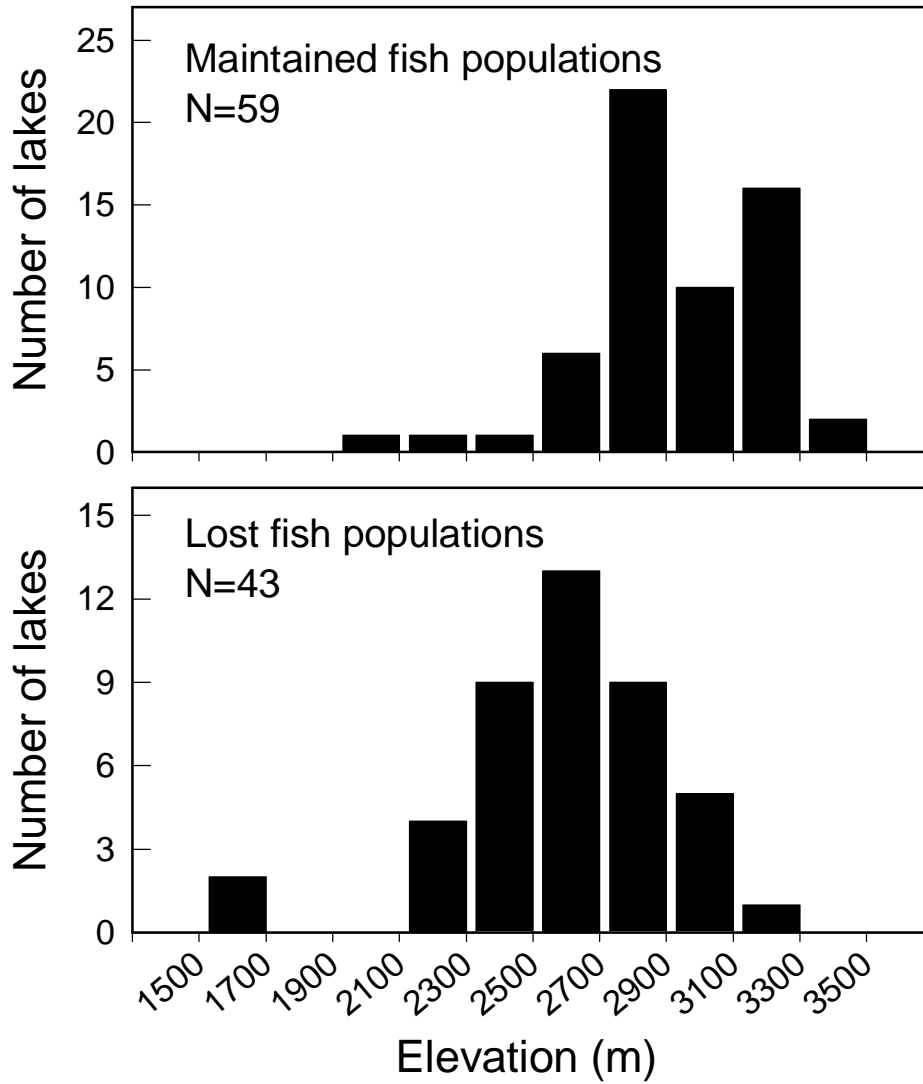 Number of lakes
25
20
15
10
5
0
Maintained fish populations
N=59
Number of lakes
15
12
9
6
3
0
Lost fish populations
N=43
1500 1700 1900 2100 2300 2500 2700 2900 3100 3300 3500
Elevation (m)